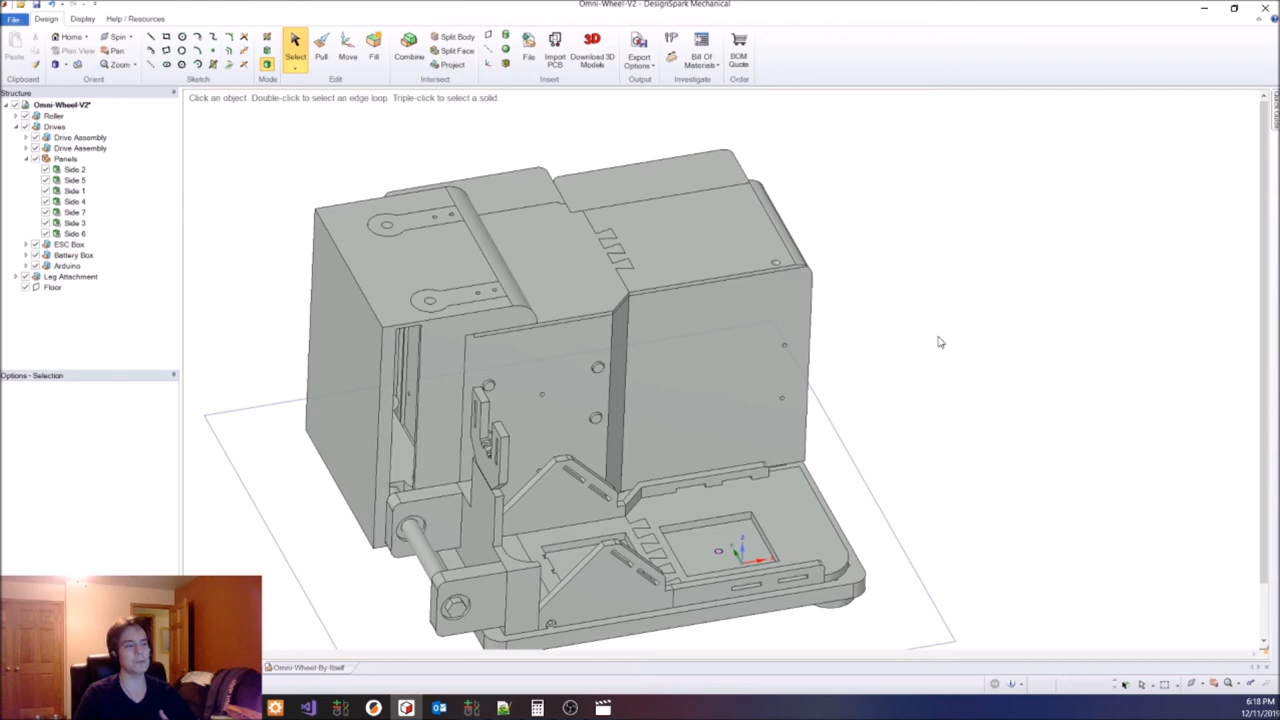 Omni-Wheel-V2 - DesignSpark Mechanical
File Design Display Help / Resources
Home Spin
Plan View Pan
Zoom
Paste
Select Pull Move Fill
Combine
Split Body
Split Face
Project
File Import PCB Download 3D Models
Export Options
Bill Of Materials
BOM Quote
Clipboard Orient Sketch Mode Edit Intersect Insert Output Investigate Order
Structure
Click an object. Double-click to select an edge loop. Triple-click to select a solid.
Omni-Wheel-V2*
Roller
Drives
Drive Assembly
Drive Assembly
Panels
Side 2
Side 5
Side 1
Side 4
Side 7
Side 3
Side 6
ESC Box
Battery Box
Arduino
Leg Attachment
Floor
Options - Selection
Omni-Wheel-By-Itself
6:18 PM